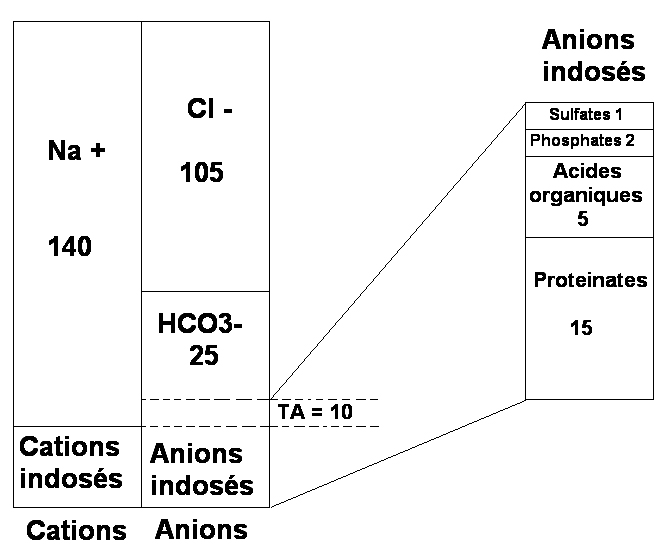 Na +
140
Cl -
105
HCO3-
25
TA = 10
Cations
indosés
Anions
indosés
Cations
Anions
Anions
indosés
Sulfates 1
Phosphates 2
Acides
organiques
5
Proteinates
15